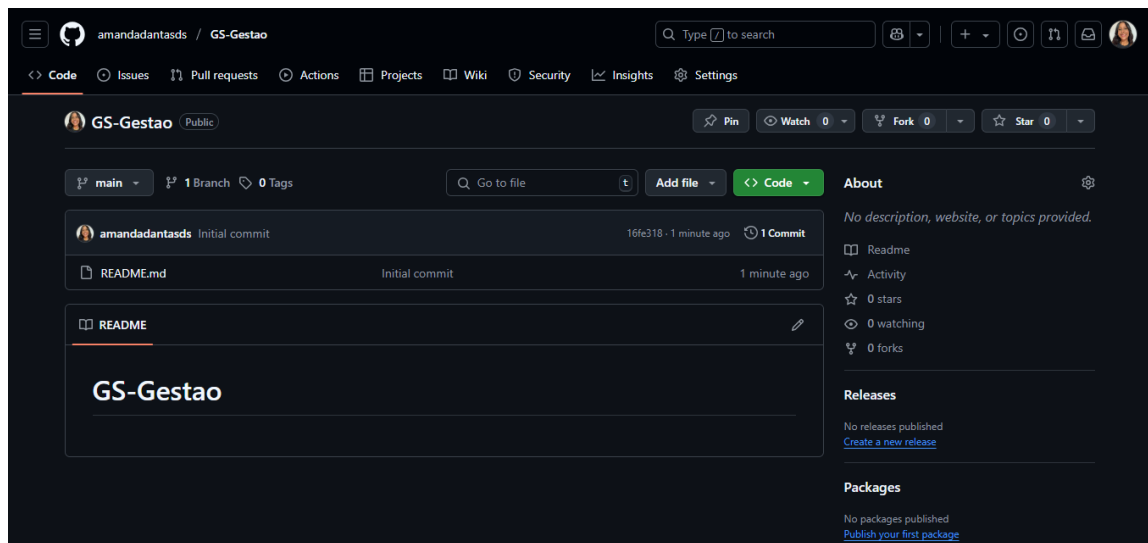 amandadantasds / GS-Gestao
Type / to search
Code Issues Pull requests Actions Projects Wiki Security Insights Settings
GS-Gestao Public
Pin Watch 0 Fork 0 Star 0
main 1 Branch 0 Tags
Go to file t Add file Code
amandadantasds Initial commit 16fe318 · 1 minute ago 1 Commit
README.md Initial commit 1 minute ago
README
GS-Gestao
About
No description, website, or topics provided.
Readme
Activity
0 stars
0 watching
0 forks
Releases
No releases published
Create a new release
Packages
No packages published
Publish your first package